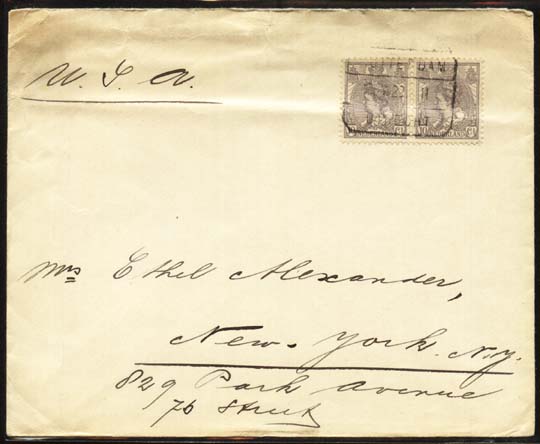 U. S. A.
Mrs Ethel Alexander,
New. York. N.y.
829 Park Avenue
76 Street